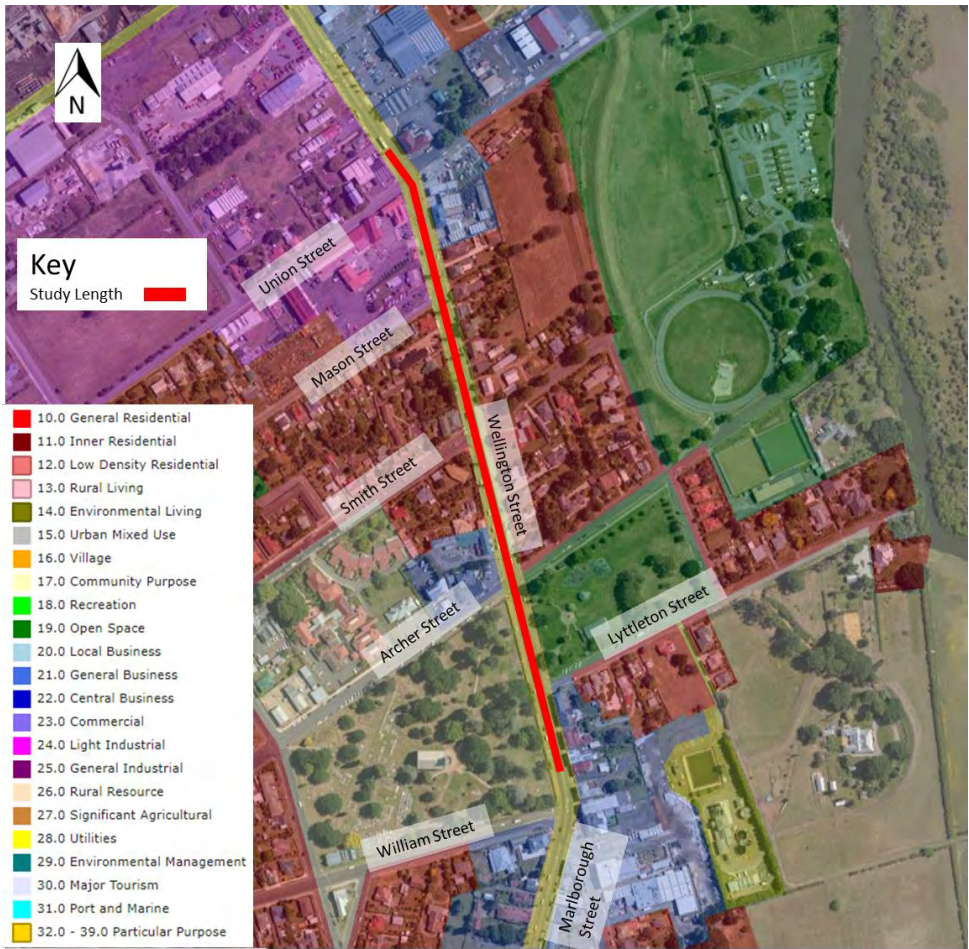 N
Key
Study Length
Union Street
Mason Street
Smith Street
Wellington Street
Archer Street
Lyttleton Street
William Street
Marlborough
Street
10.0 General Residential
11.0 Inner Residential
12.0 Low Density Residential
13.0 Rural Living
14.0 Environmental Living
15.0 Urban Mixed Use
16.0 Village
17.0 Community Purpose
18.0 Recreation
19.0 Open Space
20.0 Local Business
21.0 General Business
22.0 Central Business
23.0 Commercial
24.0 Light Industrial
25.0 General Industrial
26.0 Rural Resource
27.0 Significant Agricultural
28.0 Utilities
29.0 Environmental Management
30.0 Major Tourism
31.0 Port and Marine
32.0 - 39.0 Particular Purpose